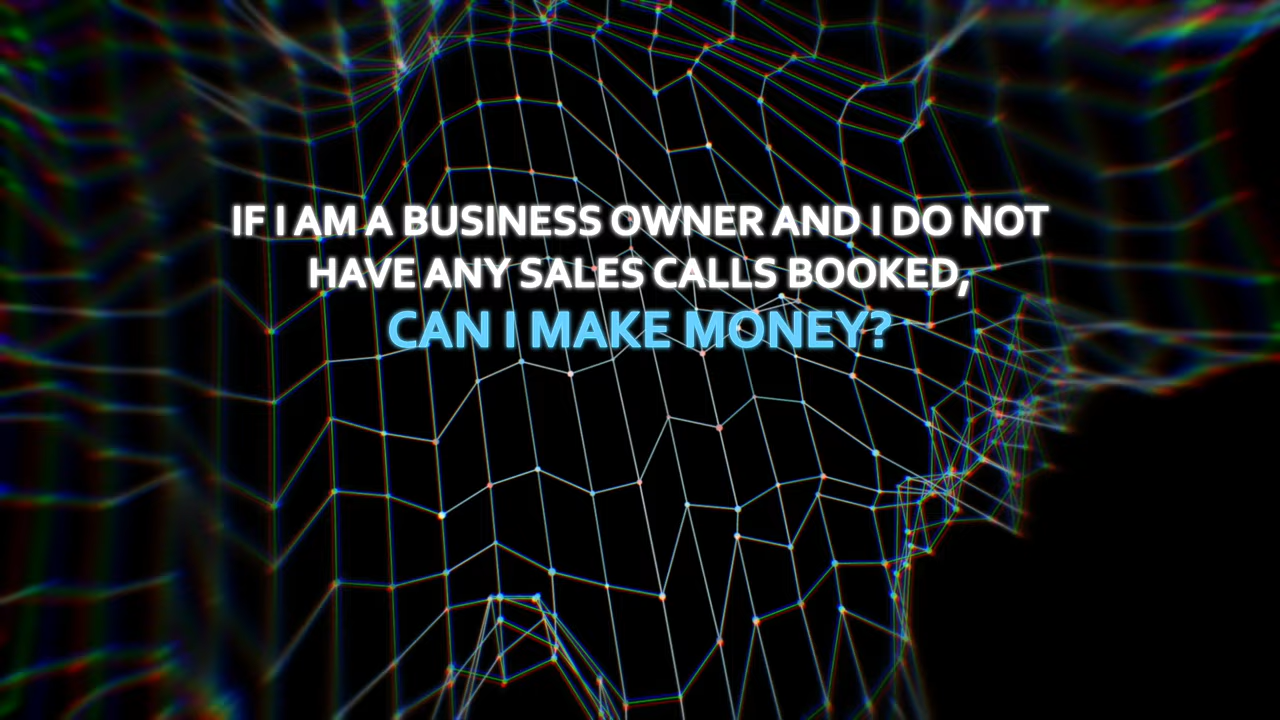 IF I AM A BUSINESS OWNER AND I DO NOT
HAVE ANY SALES CALLS BOOKED,
CAN I MAKE MONEY?